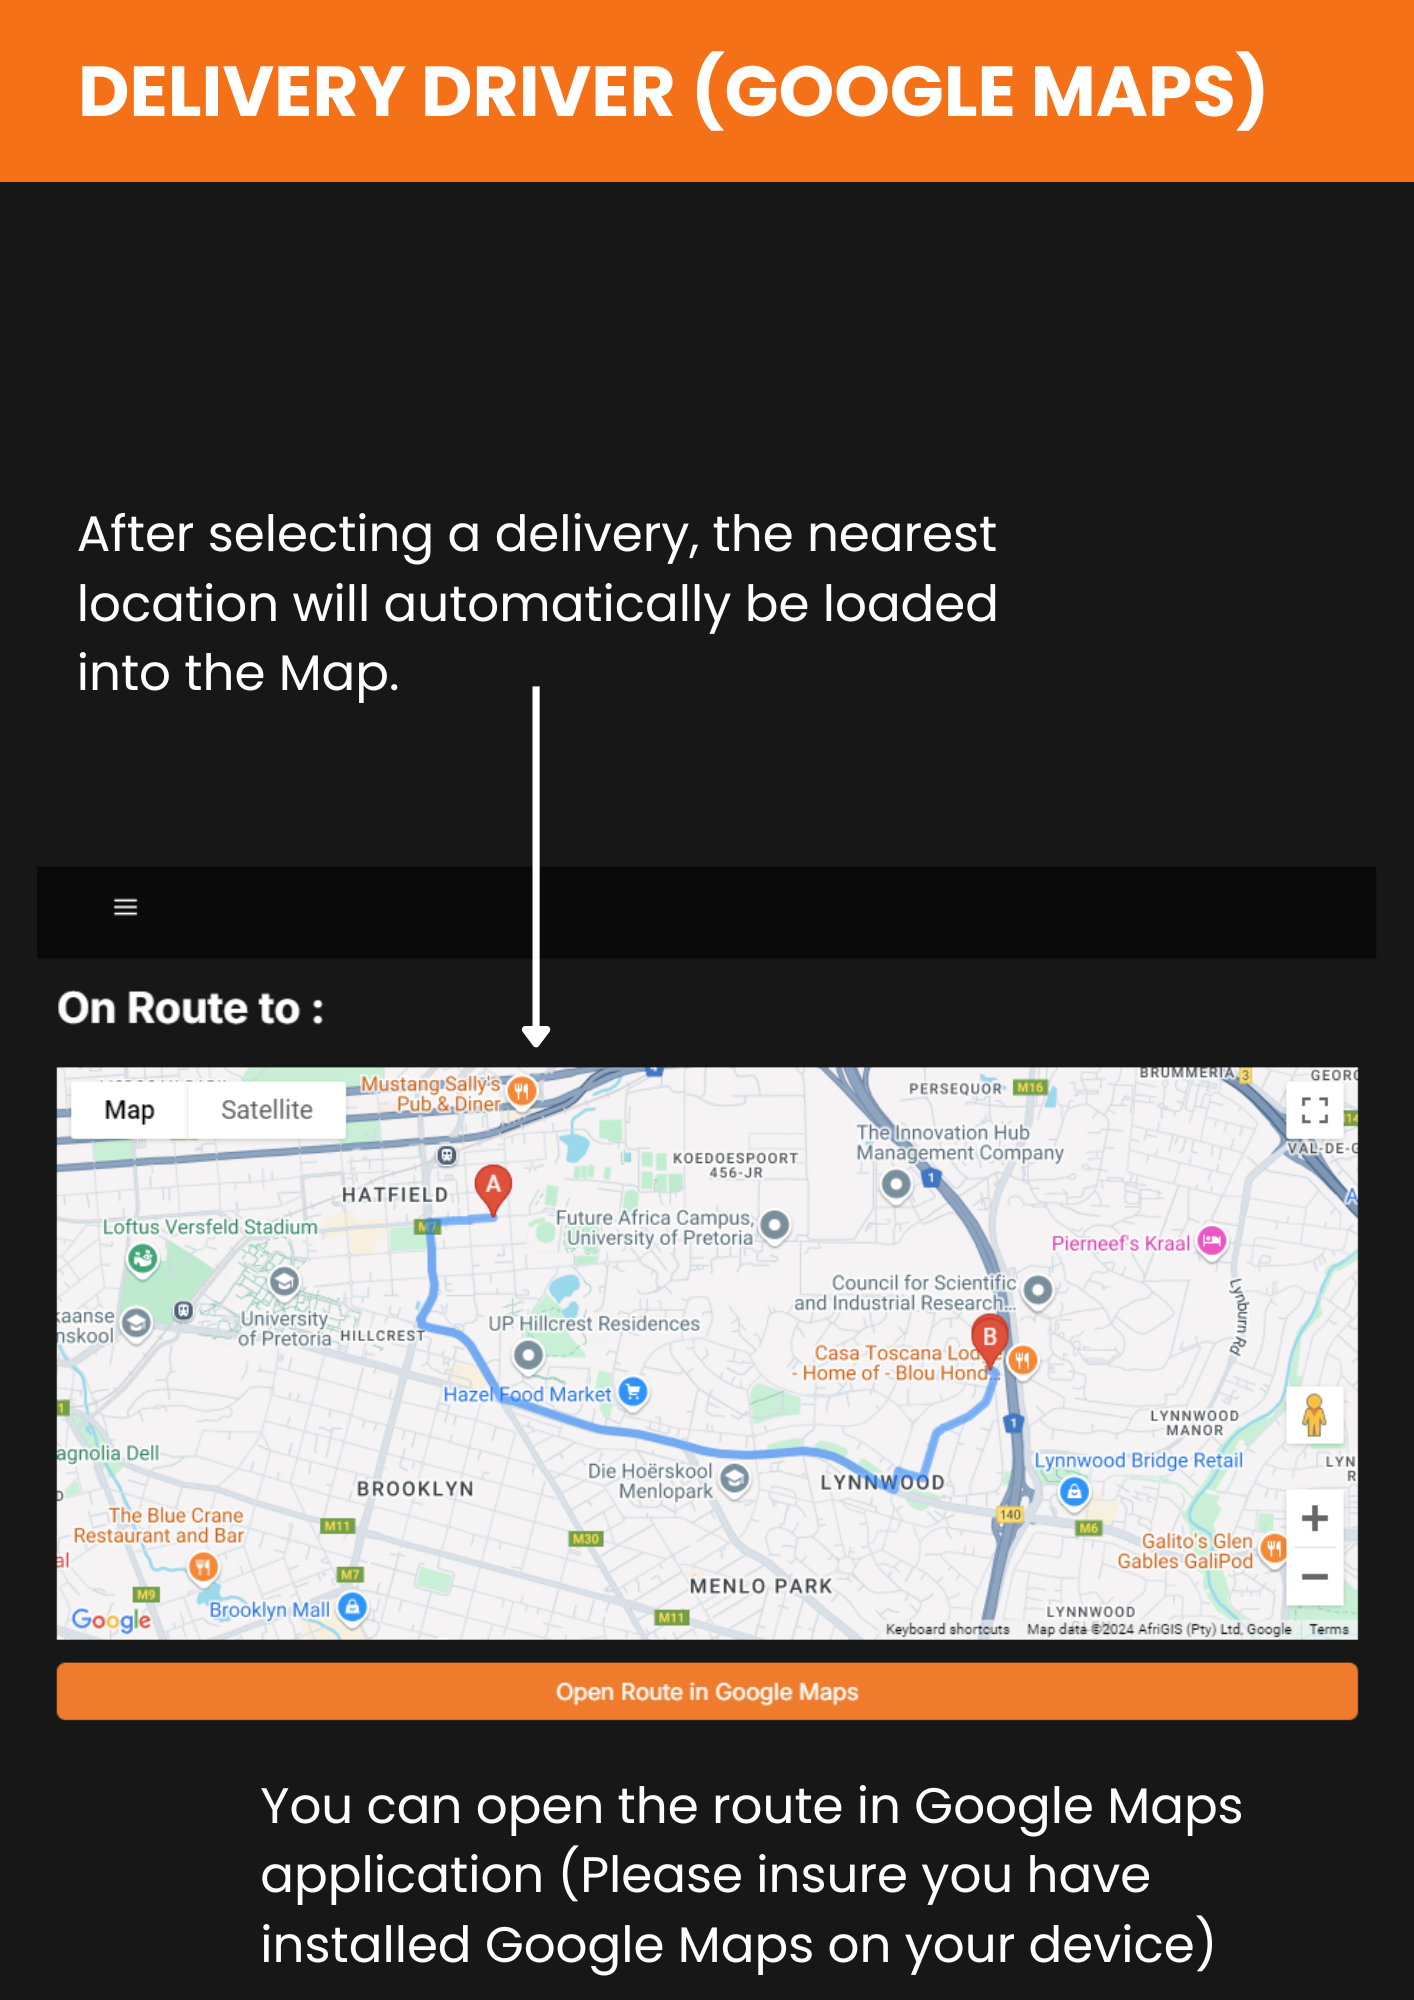 DELIVERY DRIVER (GOOGLE MAPS)
After selecting a delivery, the nearest
location will automatically be loaded
into the Map.
On Route to :
Map
Satellite
Mustang Sally's
Pub & Diner
PERSEQUOR
M16
BRUMMERIA
3
The Innovation Hub
Management Company
KOEDOESPOORT
456-JR
1
VAL-DE-G
HATFIELD
A
M7
Loftus Versfeld Stadium
Future Africa Campus,
University of Pretoria
Pierneef's Kraal
Council for Scientific
and Industrial Research...
Lynburn Rd
University
of Pretoria
HILLCREST
UP Hillcrest Residences
B
Casa Toscana
- Home of - Blou Hond...
Hazel Food Market
LYNNWOOD
MANOR
1
agnolia Dell
Die Hoërskool
Menlopark
LYNNWOOD
Lynnwood Bridge Retail
BROOKLYN
The Blue Crane
Restaurant and Bar
M11
M30
140
M6
Galito's Glen
Gables GaliPod
M9
M7
MENLO PARK
Brooklyn Mall
M11
LYNNWOOD
Google
Keyboard shortcuts
Map data ©2024 AfriGIS (Pty) Ltd, Google
Terms
Open Route in Google Maps
You can open the route in Google Maps
application (Please insure you have
installed Google Maps on your device)